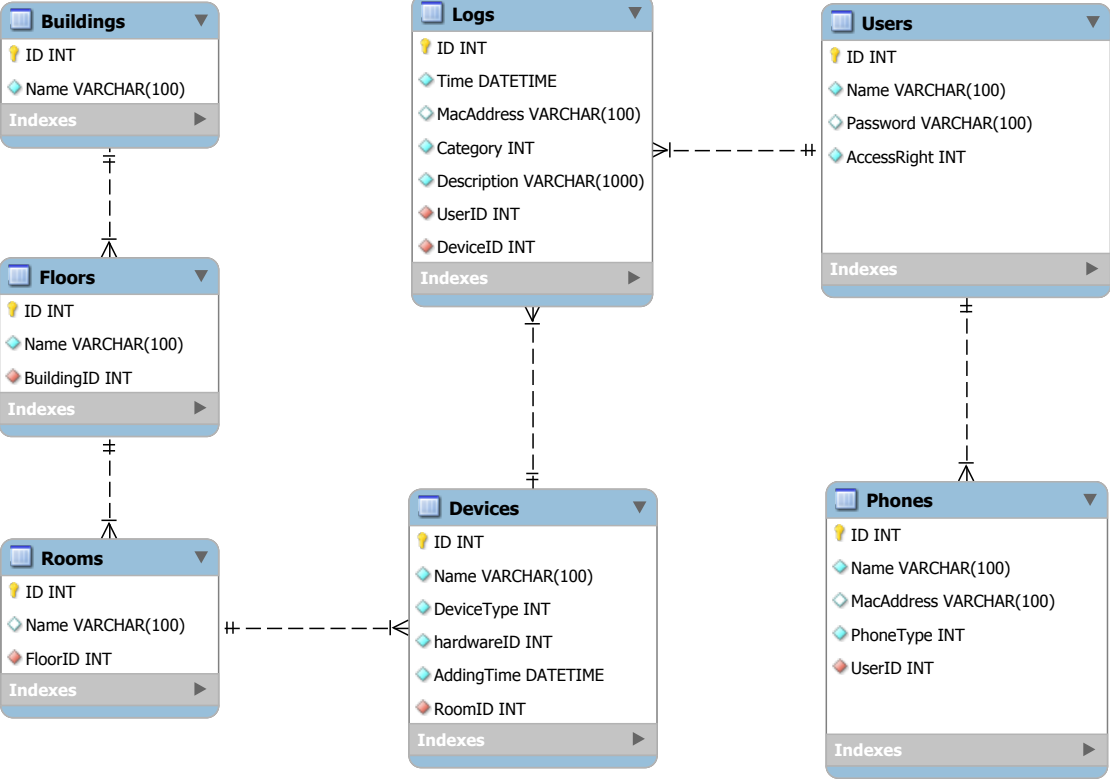 Buildings
ID INT
Name VARCHAR(100)
Indexes
Floors
ID INT
Name VARCHAR(100)
BuildingID INT
Indexes
Rooms
ID INT
Name VARCHAR(100)
FloorID INT
Indexes
Logs
ID INT
Time DATETIME
MacAddress VARCHAR(100)
Category INT
Description VARCHAR(1000)
UserID INT
DeviceID INT
Indexes
Devices
ID INT
Name VARCHAR(100)
DeviceType INT
hardwareID INT
AddingTime DATETIME
RoomID INT
Indexes
Users
ID INT
Name VARCHAR(100)
Password VARCHAR(100)
AccessRight INT
Indexes
Phones
ID INT
Name VARCHAR(100)
MacAddress VARCHAR(100)
PhoneType INT
UserID INT
Indexes